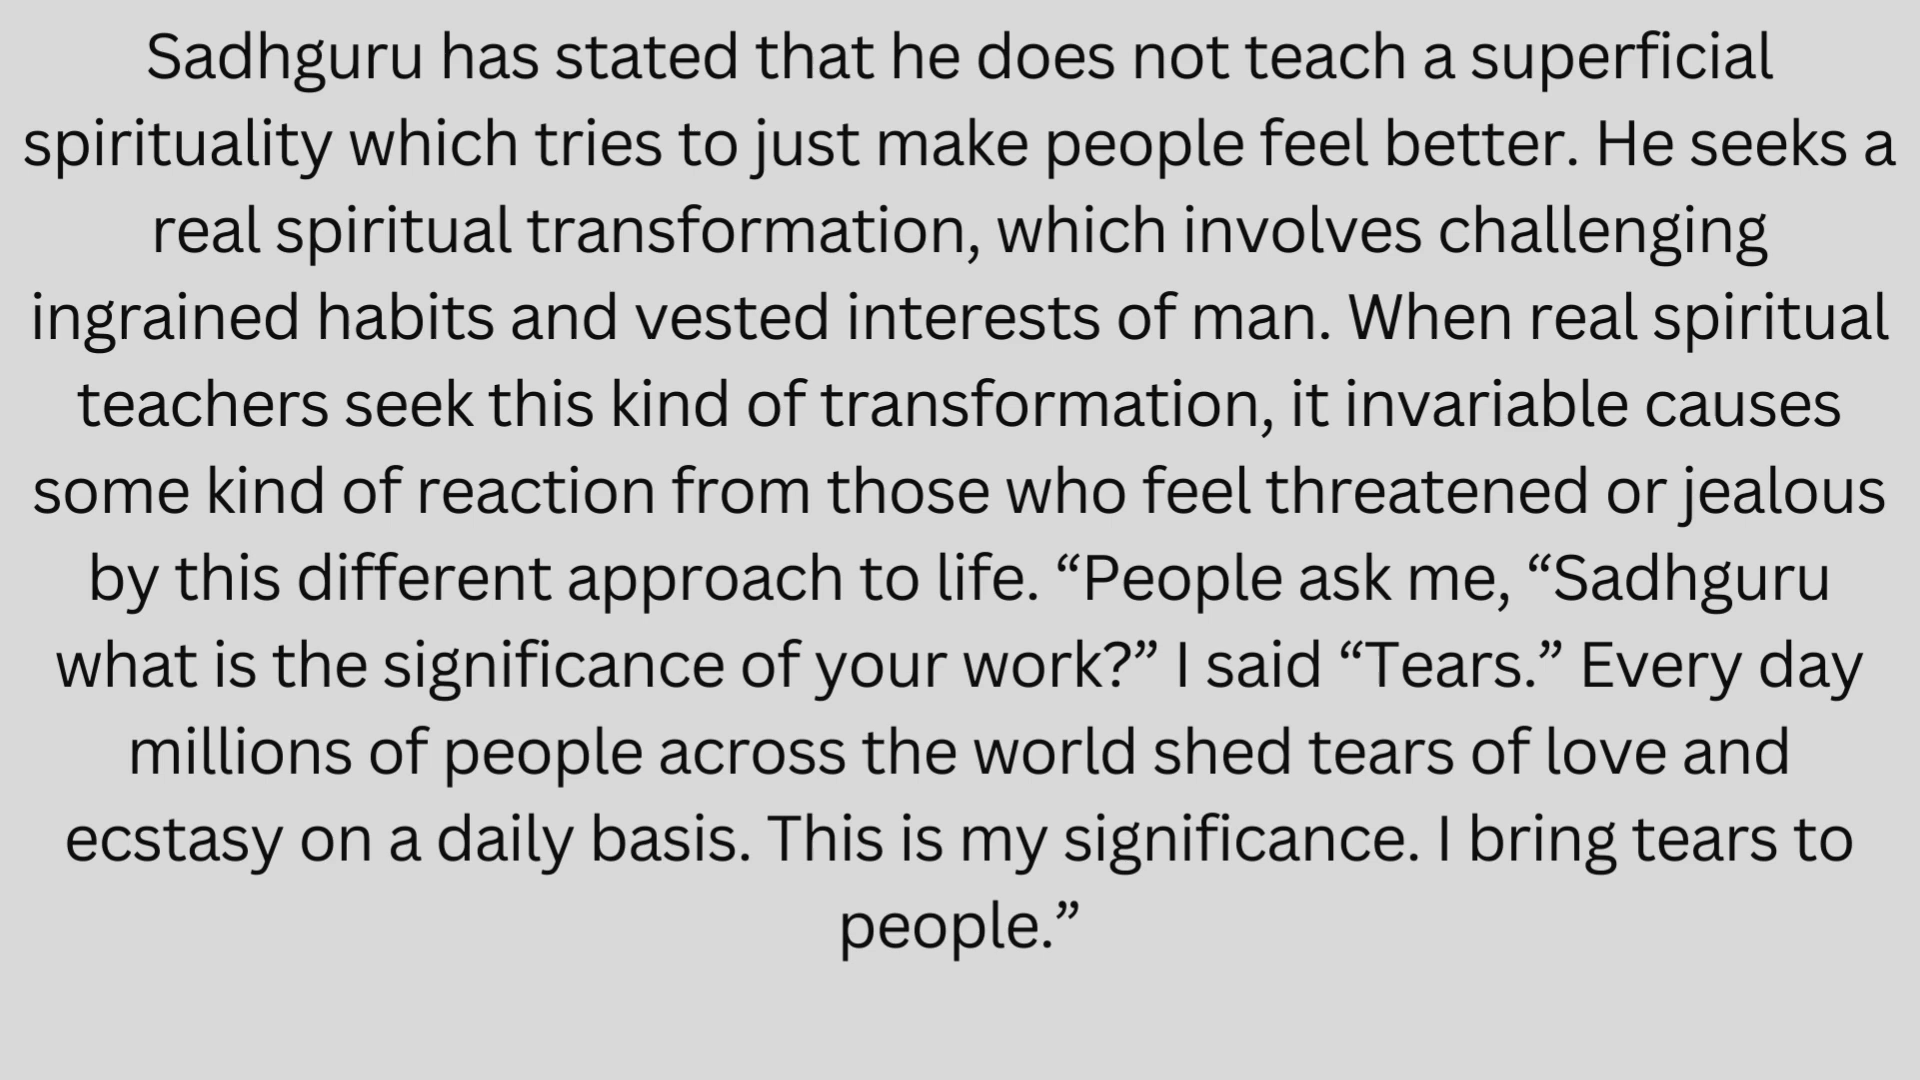 Sadhguru has stated that he does not teach a superficial
spirituality which tries to just make people feel better. He seeks a
real spiritual transformation, which involves challenging
ingrained habits and vested interests of man. When real spiritual
teachers seek this kind of transformation, it invariable causes
some kind of reaction from those who feel threatened or jealous
by this different approach to life. “People ask me, “Sadhguru
what is the significance of your work?” I said “Tears.” Every day
millions of people across the world shed tears of love and
ecstasy on a daily basis. This is my significance. I bring tears to
people.”